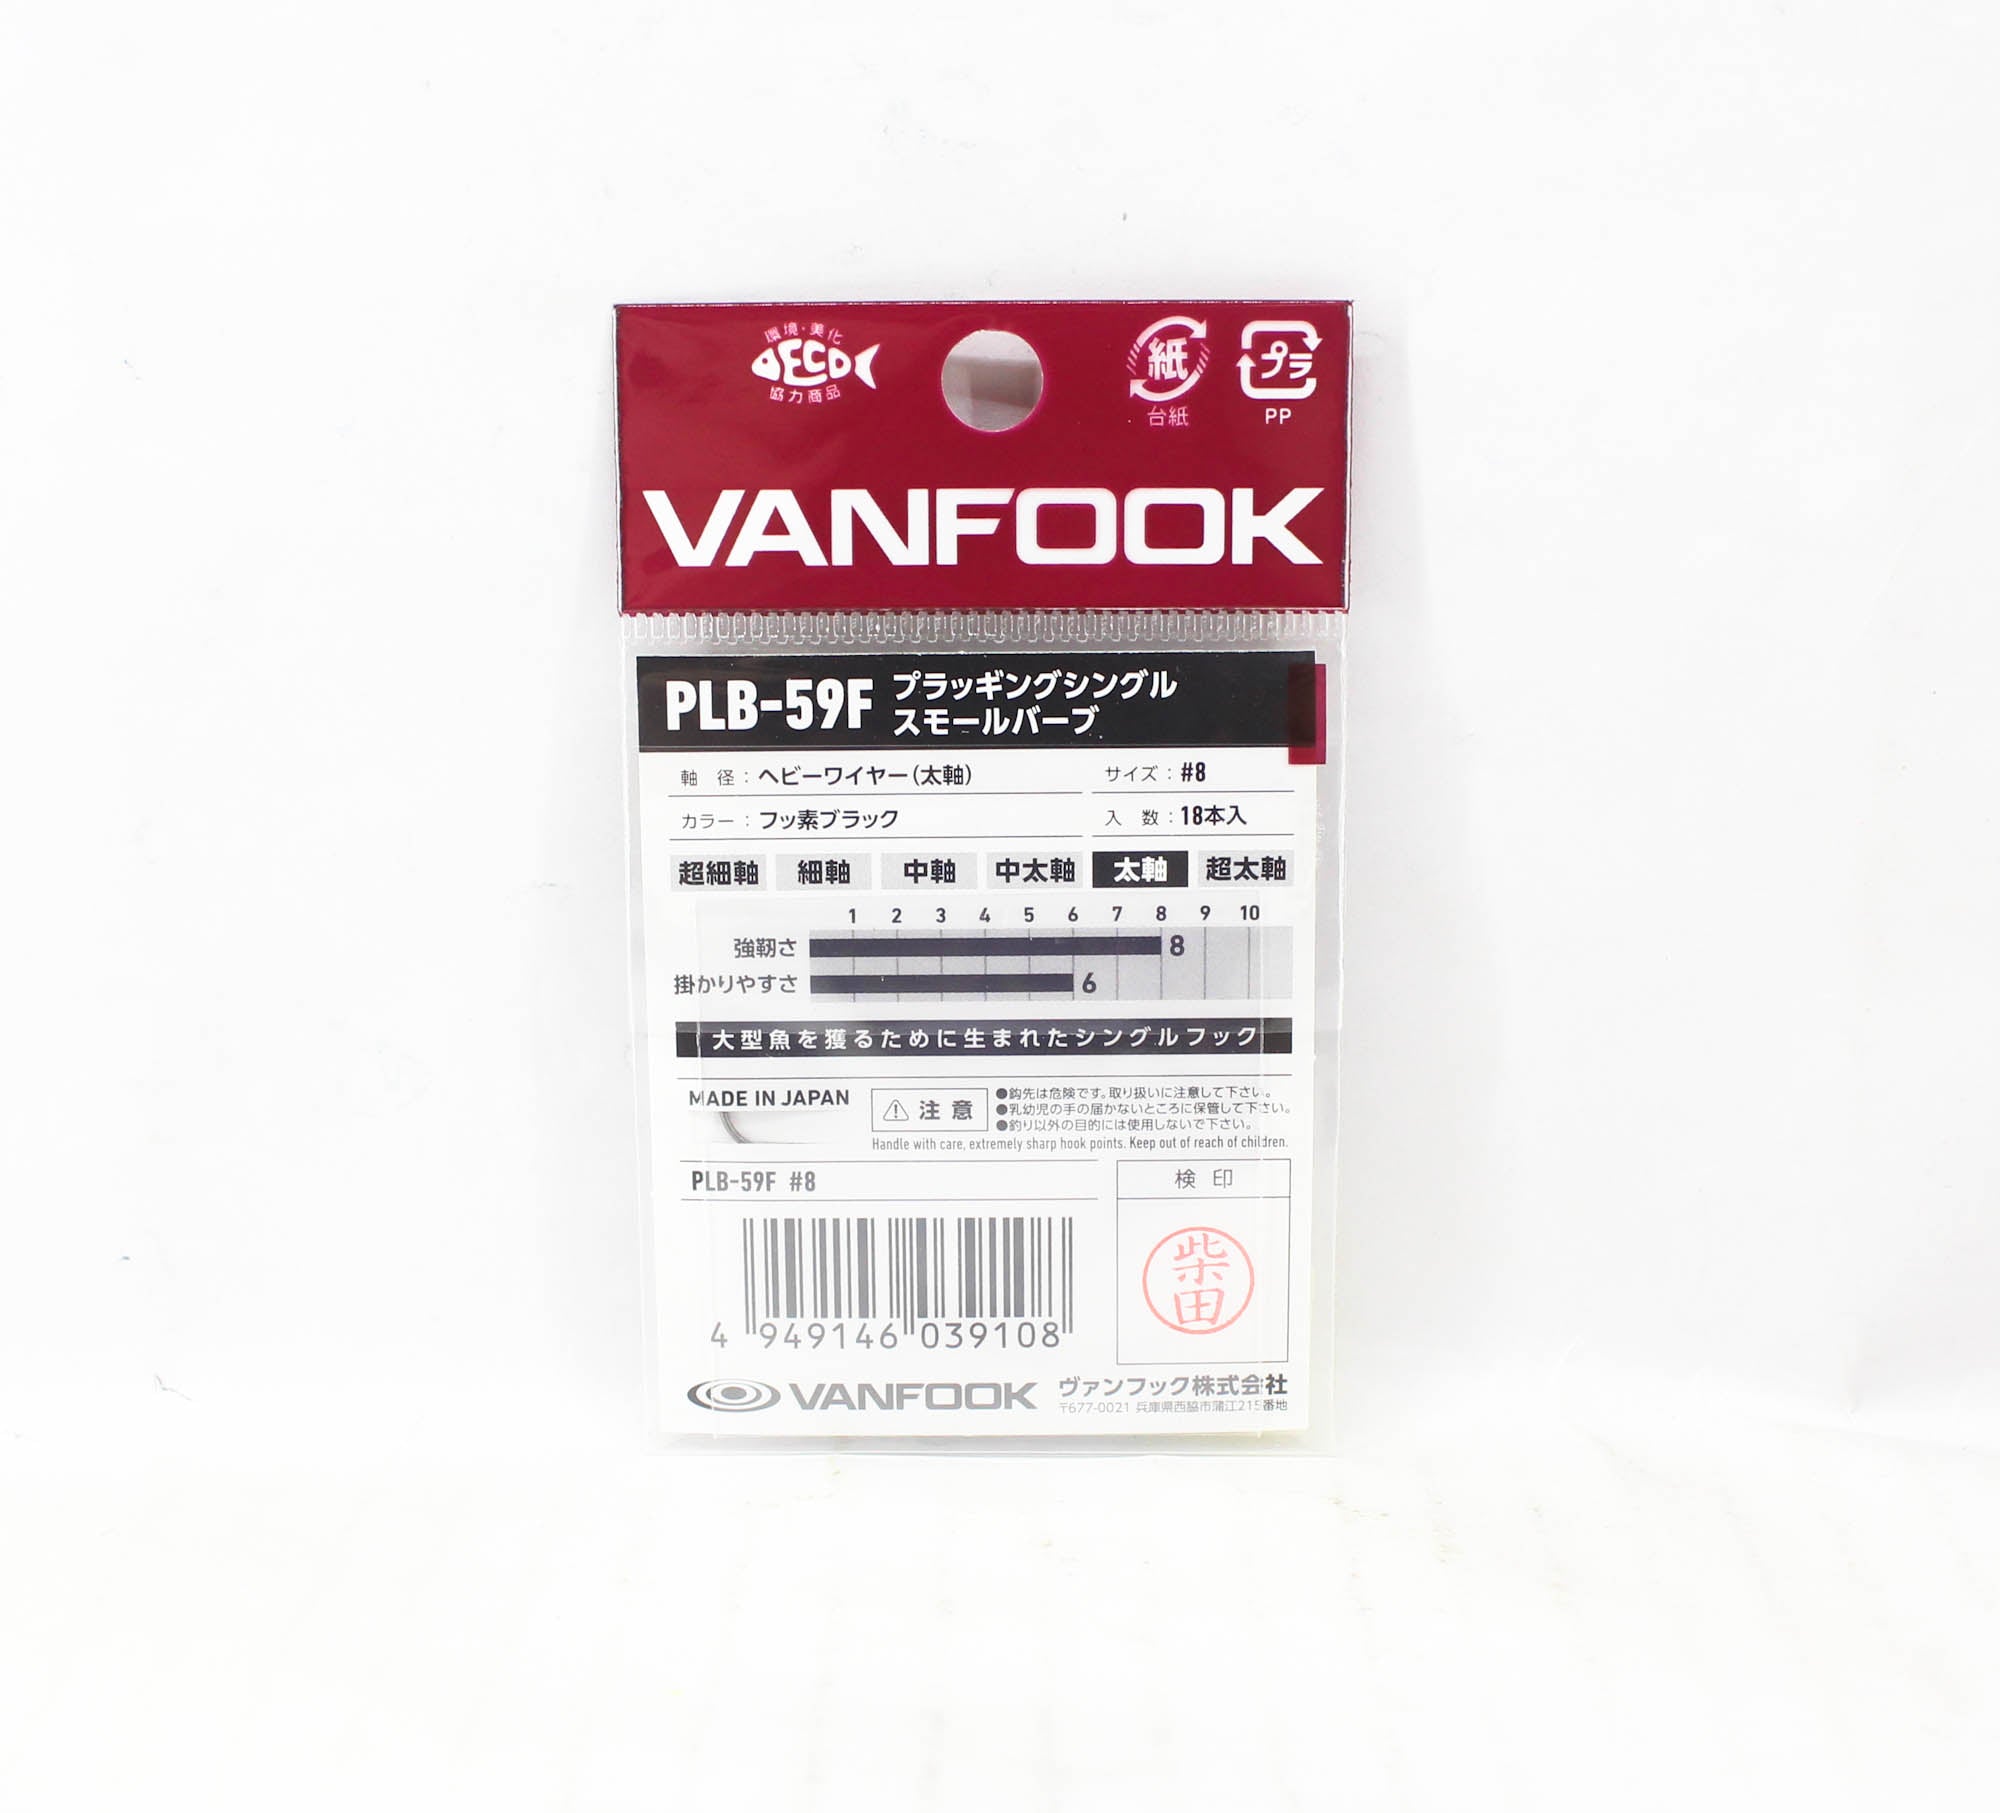 環境・美化
ECO
協力商品
紙
台紙
プラ
PP
VANFOOK
PLB-59F プラッギングシングル
スモールバーブ
軸 径：ヘビーワイヤー(太軸) サイズ：#8
カラー：フッ素ブラック 入 数：18本入
超細軸 細軸 中軸 中太軸 太軸 超太軸
1 2 3 4 5 6 7 8 9 10
強靭さ 8
掛かりやすさ 6
大型魚を獲るために生まれたシングルフック
MADE IN JAPAN
注意
●鈎先は危険です。取り扱いに注意して下さい。
●乳幼児の手の届かないところに保管して下さい。
●釣り以外の目的には使用しないで下さい。
Handle with care, extremely sharp hook points. Keep out of reach of children.
PLB-59F #8
検印
柴田
4 949146 039108
VANFOOK ヴァンフック株式会社
〒677-0021 兵庫県西脇市蒲江215番地